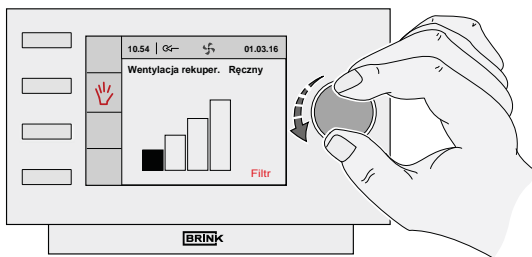 10.54 01.03.16
Wentylacja rekuper. Ręczny
Filtr
BRINK